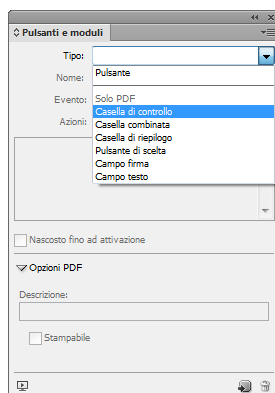 Pulsanti e moduli
Tipo:
Nome:
Pulsante
Evento:
Solo PDF
Azioni:
Casella di controllo
Casella combinata
Casella di riepilogo
Pulsante di scelta
Campo firma
Campo testo
Nascosto fino ad attivazione
Opzioni PDF
Descrizione:
Stampabile